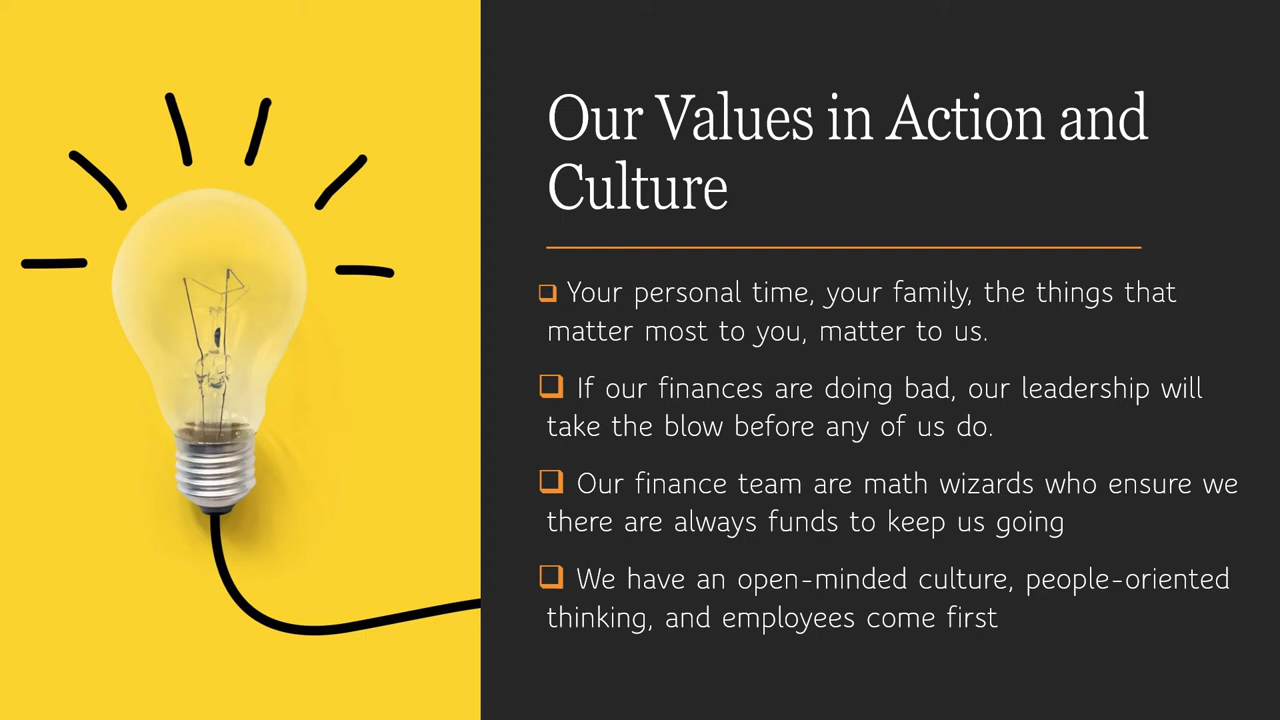 Our Values in Action and
Culture
Your personal time, your family, the things that
matter most to you, matter to us.
If our finances are doing bad, our leadership will
take the blow before any of us do.
Our finance team are math wizards who ensure we
there are always funds to keep us going
We have an open-minded culture, people-oriented
thinking, and employees come first